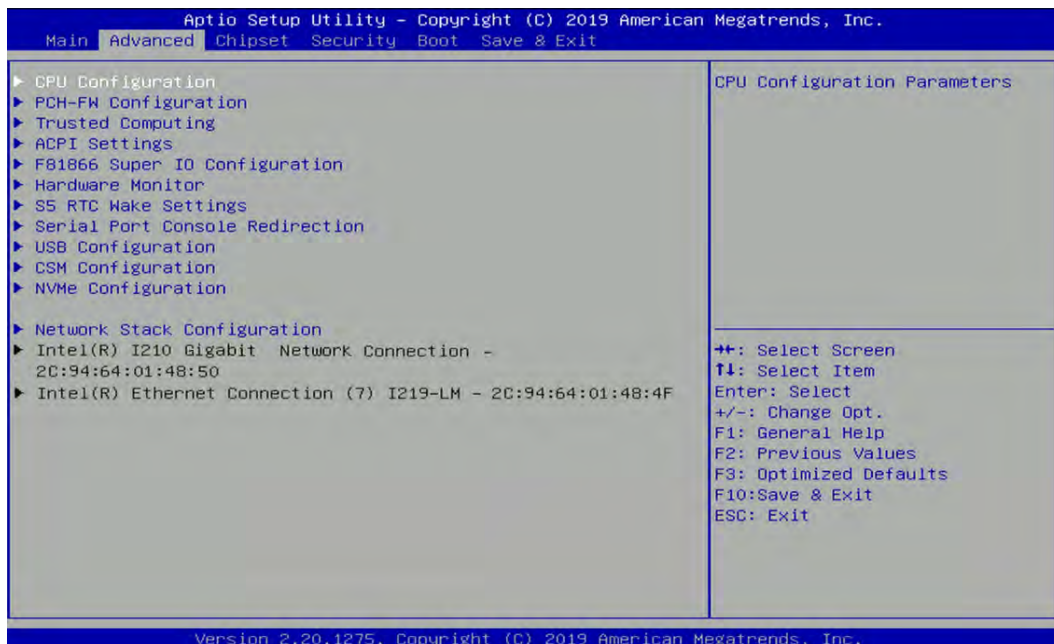 Aptio Setup Utility – Copyright (C) 2019 American Megatrends, Inc.
Main Advanced Chipset Security Boot Save & Exit
► CPU Configuration
► PCH-FW Configuration
► Trusted Computing
► ACPI Settings
► F81866 Super IO Configuration
► Hardware Monitor
► S5 RTC Wake Settings
► Serial Port Console Redirection
► USB Configuration
► CSM Configuration
► NVMe Configuration
► Network Stack Configuration
► Intel(R) I210 Gigabit Network Connection –
2C:94:64:01:48:50
► Intel(R) Ethernet Connection (7) I219-LM – 2C:94:64:01:48:4F
CPU Configuration Parameters
→←: Select Screen
↑↓: Select Item
Enter: Select
+/-: Change Opt.
F1: General Help
F2: Previous Values
F3: Optimized Defaults
F10:Save & Exit
ESC: Exit
Version 2.20.1275. Copyright (C) 2019 American Megatrends, Inc.